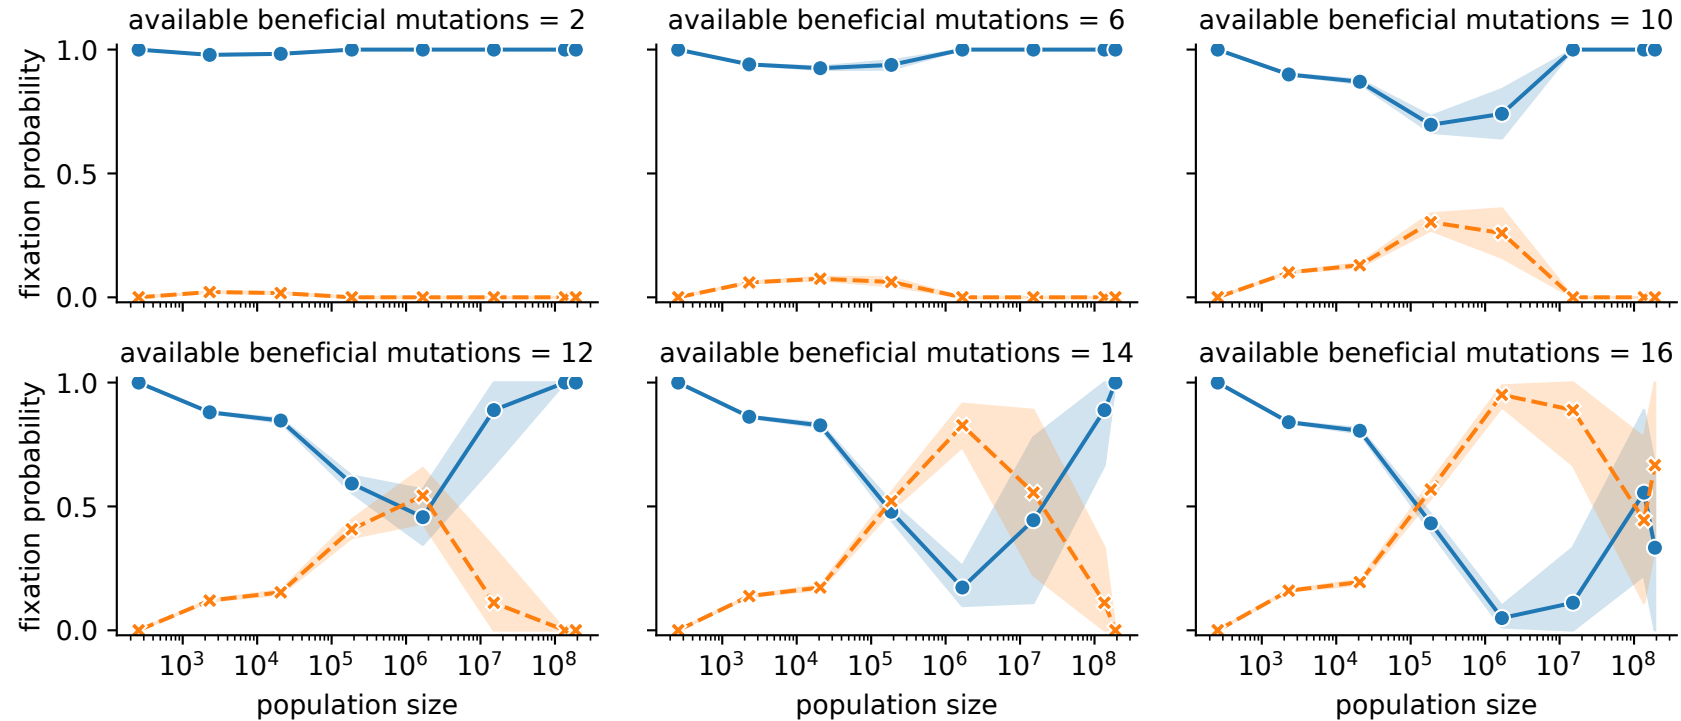 available beneficial mutations = 2
available beneficial mutations = 6
available beneficial mutations = 10
fixation probability
1.0
0.5
0.0
available beneficial mutations = 12
available beneficial mutations = 14
available beneficial mutations = 16
fixation probability
1.0
0.5
0.0
10³ 10⁴ 10⁵ 10⁶ 10⁷ 10⁸
10³ 10⁴ 10⁵ 10⁶ 10⁷ 10⁸
10³ 10⁴ 10⁵ 10⁶ 10⁷ 10⁸
population size
population size
population size